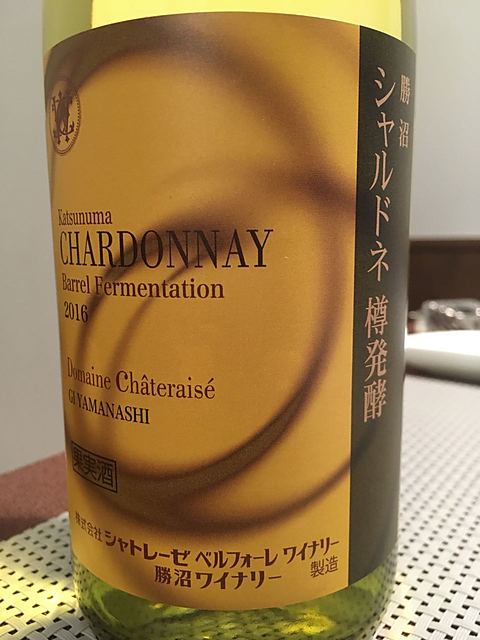 Katsunuma
CHARDONNAY
Barrel Fermentation
2016
Domaine Châteraisé
GI YAMANASHI
果実酒
株式会社 シャトレーゼ ベルフォーレ ワイナリー
勝沼ワイナリー 製造
勝沼
シャルドネ 樽発酵